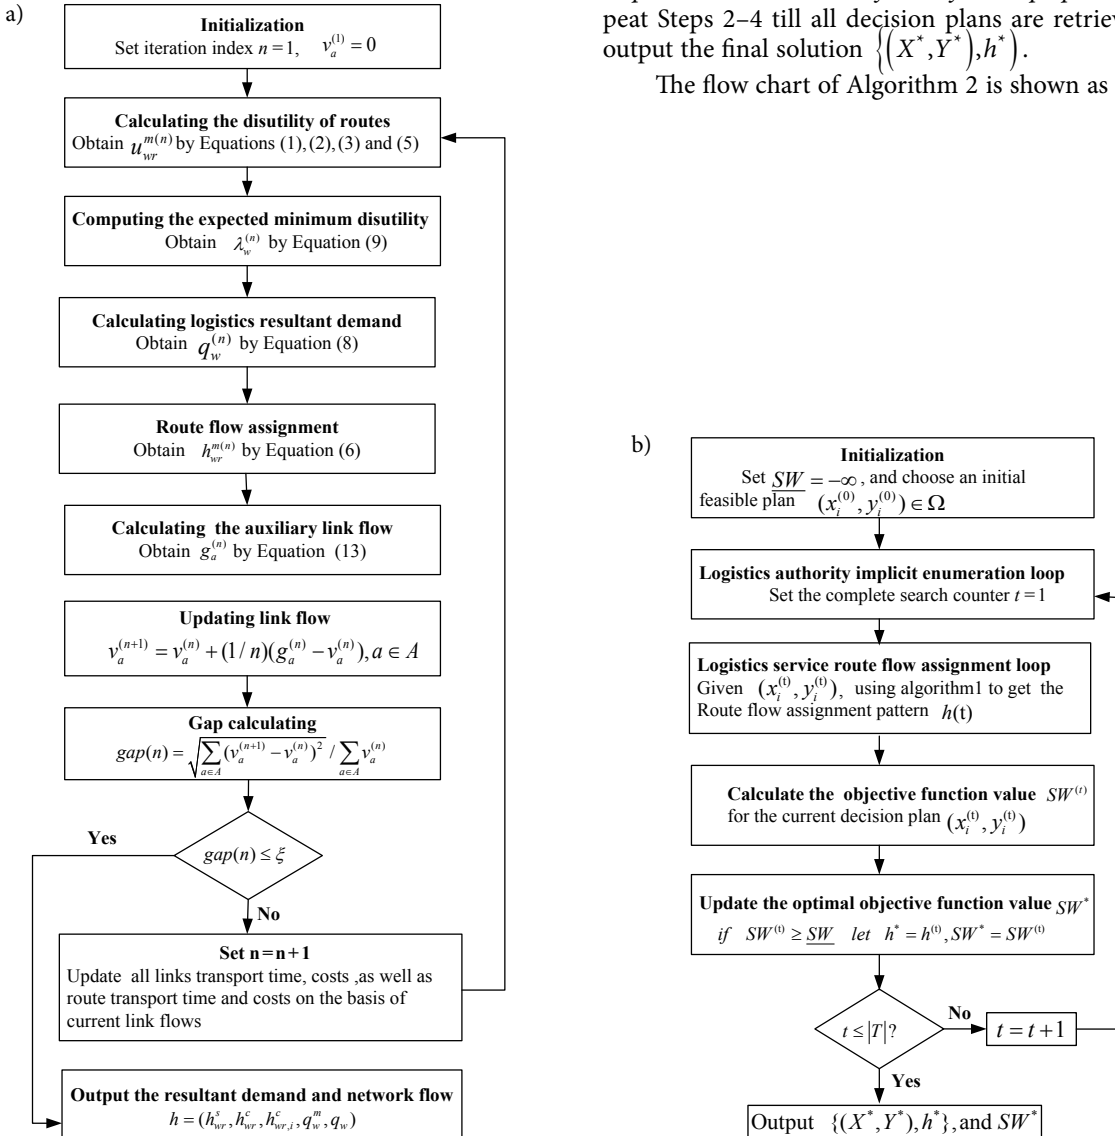 a)
Initialization
Set iteration index n = 1, v_a^{(1)} = 0
Calculating the disutility of routes
Obtain u_{wr}^{m(n)} by Equations (1), (2), (3) and (5)
Computing the expected minimum disutility
Obtain λ_w^{(n)} by Equation (9)
Calculating logistics resultant demand
Obtain q_w^{(n)} by Equation (8)
Route flow assignment
Obtain h_{wr}^{m(n)} by Equation (6)
Calculating the auxiliary link flow
Obtain g_a^{(n)} by Equation (13)
Updating link flow
v_a^{(n+1)} = v_a^{(n)} + (1/n)(g_a^{(n)} − v_a^{(n)}), a ∈ A
Gap calculating
gap(n) = √(∑_{a∈A} (v_a^{(n+1)} − v_a^{(n)})^2) / ∑_{a∈A} v_a^{(n)}
Yes
gap(n) ≤ ξ
No
Set n=n+1
Update all links transport time, costs ,as well as
route transport time and costs on the basis of
current link flows
Output the resultant demand and network flow
h = (h_{wr}^s, h_{wr}^c, h_{wr,i}^c, q_w^m, q_w)
peat Steps 2–4 till all decision plans are retriev
output the final solution {(X^*, Y^*), h^*).
The flow chart of Algorithm 2 is shown as
b)
Initialization
Set <u>SW</u> = −∞, and choose an initial
feasible plan (x_i^{(0)}, y_i^{(0)}) ∈ Ω
Logistics authority implicit enumeration loop
Set the complete search counter t = 1
Logistics service route flow assignment loop
Given (x_i^{(t)}, y_i^{(t)}), using algorithm1 to get the
Route flow assignment pattern h(t)
Calculate the objective function value SW^{(t)}
for the current decision plan (x_i^{(t)}, y_i^{(t)})
Update the optimal objective function value SW^*
if SW^{(t)} ≥ <u>SW</u> let h^* = h^{(t)}, SW^* = SW^{(t)}
t ≤ |T|?
No
t = t + 1
Yes
Output {(X^*, Y^*), h^*}, and SW^*